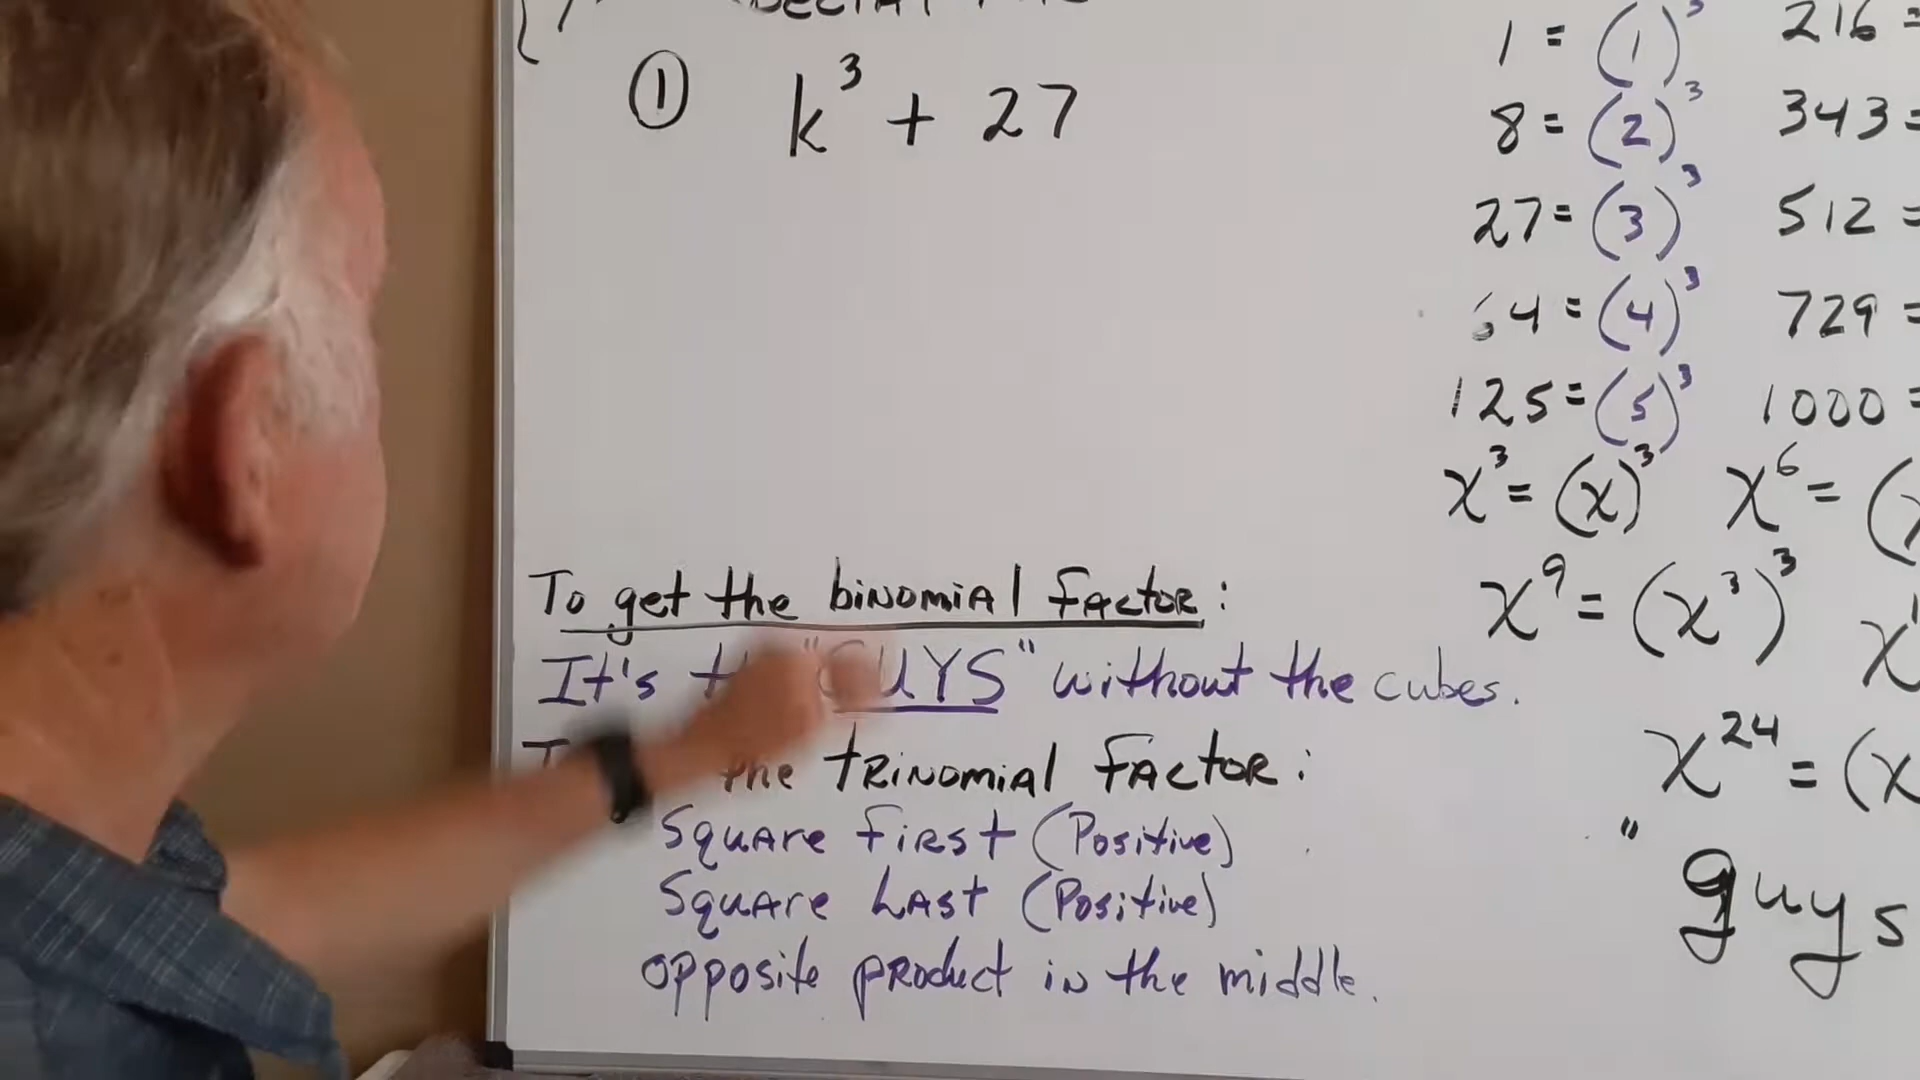 ① k³ + 27
1 = (1)³
8 = (2)³
27 = (3)³
64 = (4)³
125 = (5)³
x³ = (x)³
x⁹ = (x³)³
x²⁴ = (x
216 =
343 =
512 =
729 =
1000 =
x⁶ = (
To get the binomial factor:
It's the "GUYS" without the cubes.
the trinomial factor:
Square First (Positive)
Square Last (Positive)
opposite product in the middle.
" guys